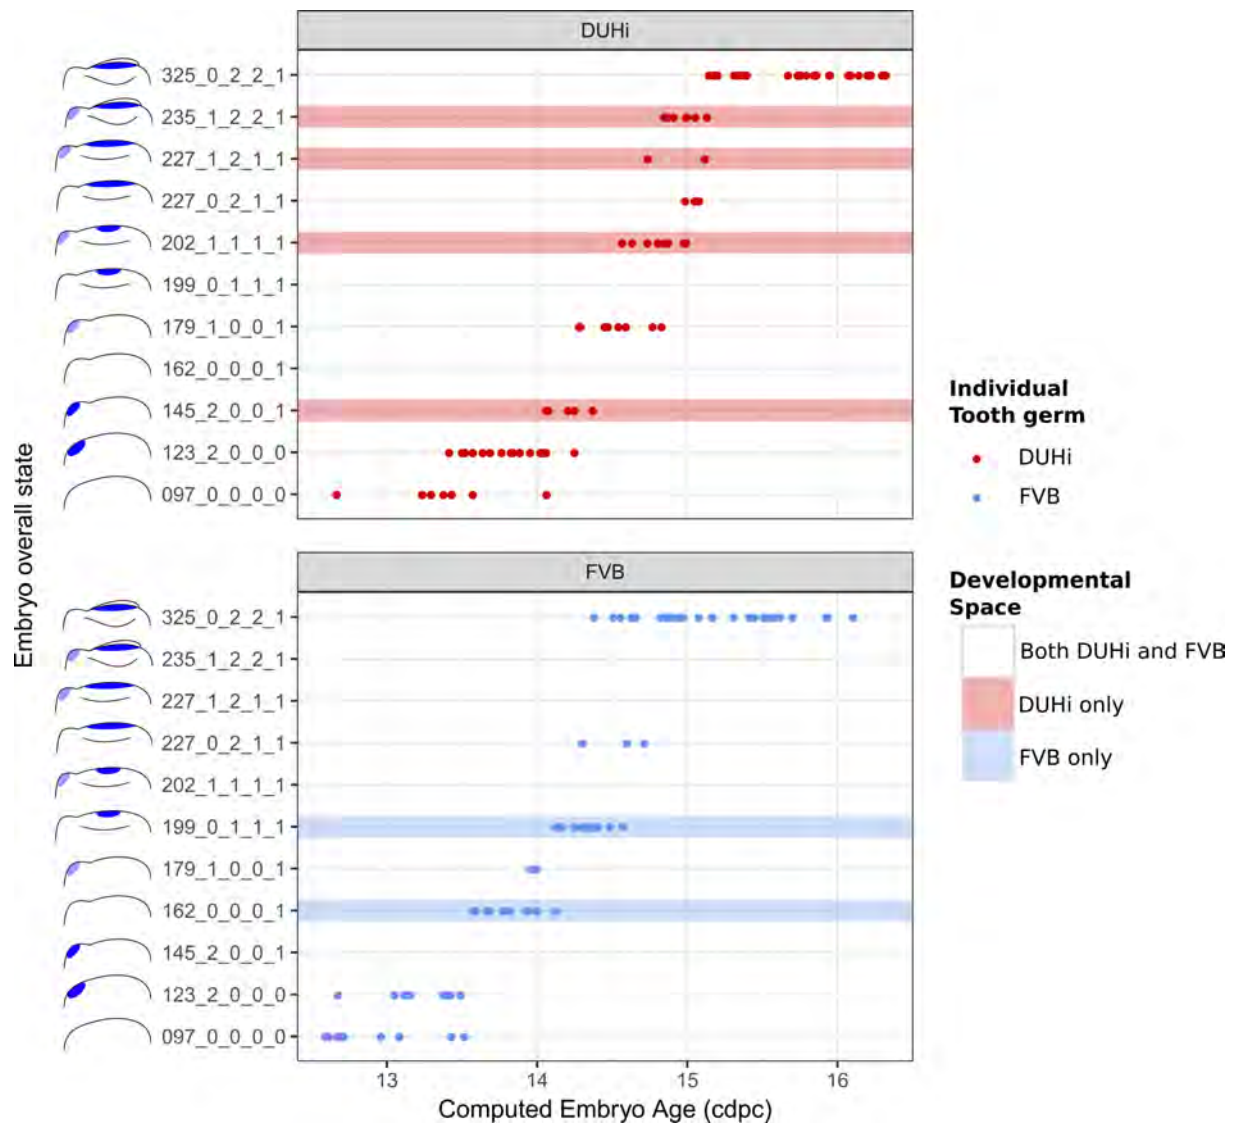 DUHi
325_0_2_2_1
235_1_2_2_1
227_1_2_1_1
227_0_2_1_1
202_1_1_1_1
199_0_1_1_1
179_1_0_0_1
162_0_0_0_1
145_2_0_0_1
123_2_0_0_0
097_0_0_0_0
Embryo overall state
FVB
325_0_2_2_1
235_1_2_2_1
227_1_2_1_1
227_0_2_1_1
202_1_1_1_1
199_0_1_1_1
179_1_0_0_1
162_0_0_0_1
145_2_0_0_1
123_2_0_0_0
097_0_0_0_0
13 14 15 16
Computed Embryo Age (cdpc)
Individual
Tooth germ
DUHi
FVB
Developmental
Space
Both DUHi and FVB
DUHi only
FVB only